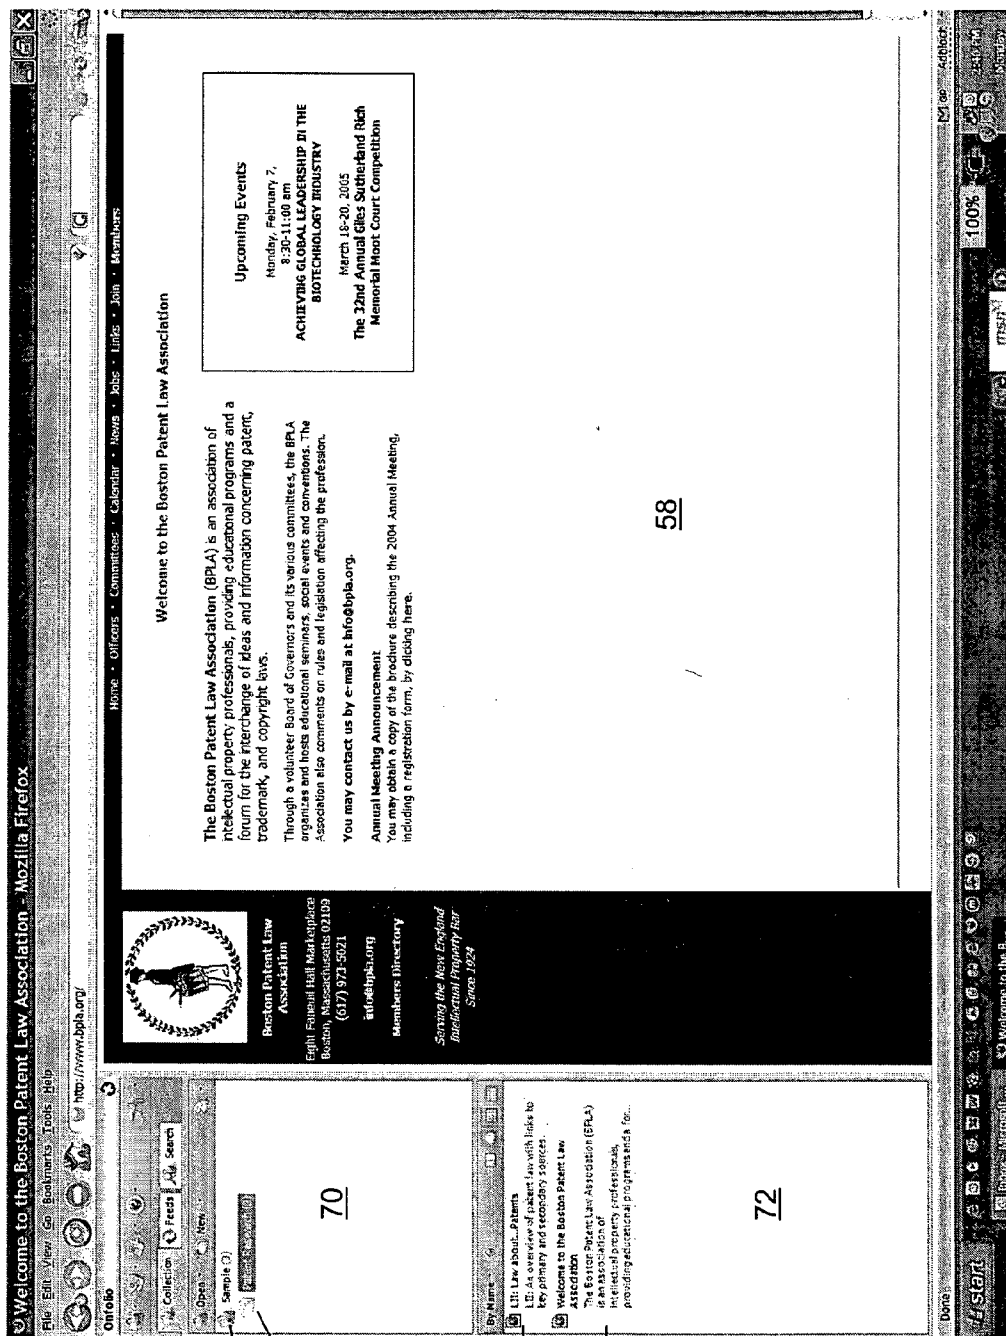 Welcome to the Boston Patent Law Association - Mozilla Firefox
File Edit View Go Bookmarks Tools Help
http://www.bpla.org/
G
Onfolio
Collection Feeds Search
Open New
Sample (3)
70
By Name
LII: Law about...Patents
LII: An overview of patent law with links to
key primary and secondary sources.
Welcome to the Boston Patent Law
Association
The Boston Patent Law Association (BPLA)
is an association of
intellectual property professionals,
providing educational programs and a for...
72
Boston Patent Law
Association
Eight Faneuil Hall Marketplace
Boston, Massachusetts 02109
(617) 973-5021
info@bpla.org
Members Directory
Serving the New England
Intellectual Property Bar
Since 1924
Home · Officers · Committees · Calendar · News · Jobs · Links · Join · Members
Welcome to the Boston Patent Law Association
The Boston Patent Law Association (BPLA) is an association of
intellectual property professionals, providing educational programs and a
forum for the interchange of ideas and information concerning patent,
trademark, and copyright laws.
Through a volunteer Board of Governors and its various committees, the BPLA
organizes and hosts educational seminars, social events and conventions. The
Association also comments on rules and legislation affecting the profession.
You may contact us by e-mail at info@bpla.org.
Annual Meeting Announcement
You may obtain a copy of the brochure describing the 2004 Annual Meeting,
including a registration form, by clicking here.
Upcoming Events
Monday, February 7,
8:30-11:00 am
ACHIEVING GLOBAL LEADERSHIP IN THE
BIOTECHNOLOGY INDUSTRY
March 18-20, 2005
The 32nd Annual Giles Sutherland Rich
Memorial Moot Court Competition
58
Done
go Adblock
start
100%
2:40 PM
Monday
Welcome to the B
msn